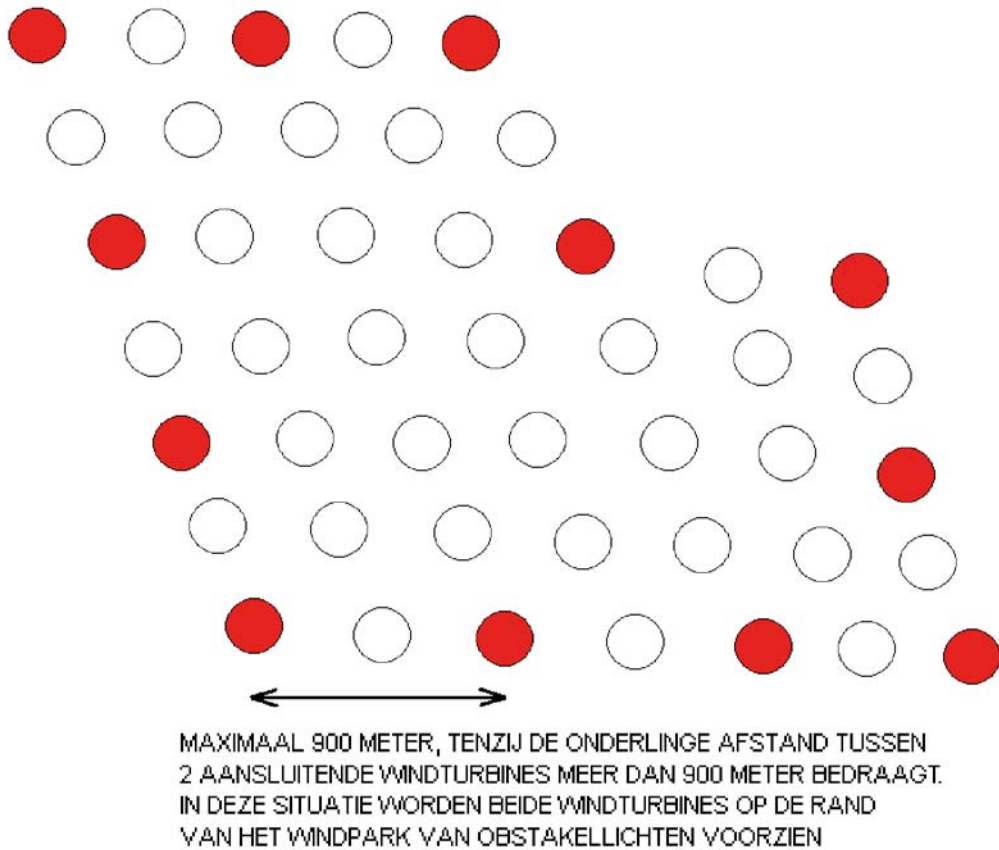 MAXIMAAL 900 METER, TENZIJ DE ONDERLINGE AFSTAND TUSSEN
2 AANSLUITENDE WINDTURBINES MEER DAN 900 METER BEDRAAGT.
IN DEZE SITUATIE WORDEN BEIDE WINDTURBINES OP DE RAND
VAN HET WINDPARK VAN OBSTAKELLICHTEN VOORZIEN